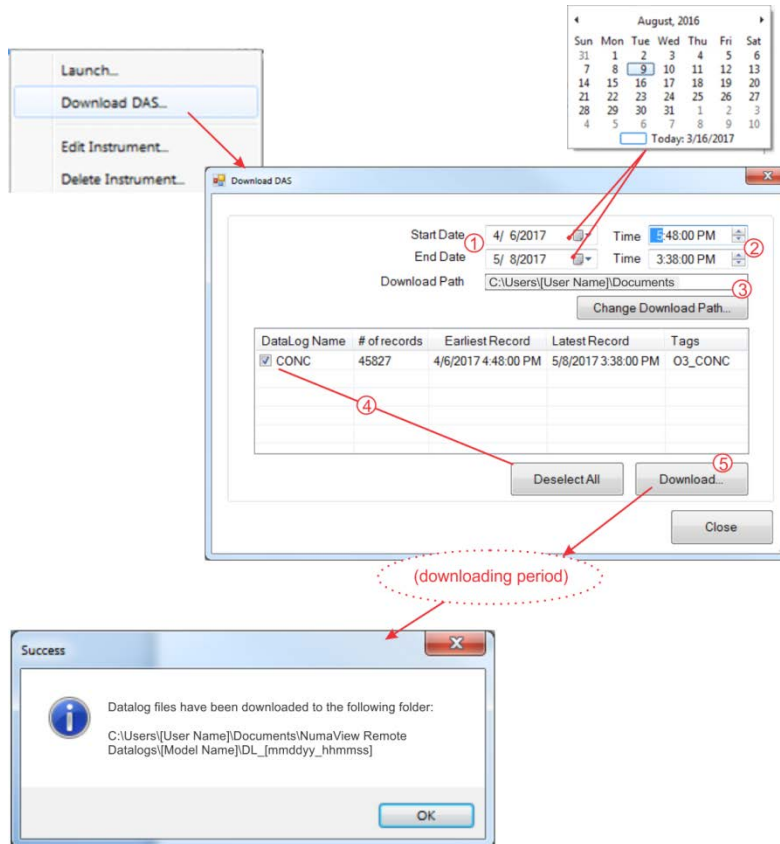 August, 2016
Sun Mon Tue Wed Thu Fri Sat
31 1 2 3 4 5 6
7 8 9 10 11 12 13
14 15 16 17 18 19 20
21 22 23 24 25 26 27
28 29 30 31 1 2 3
4 5 6 7 8 9 10
Today: 3/16/2017
Launch...
Download DAS...
Edit Instrument...
Delete Instrument...
Download DAS
Start Date 4/ 6/2017 Time 5:48:00 PM
① ②
End Date 5/ 8/2017 Time 3:38:00 PM
Download Path C:\Users\[User Name]\Documents
③
Change Download Path...
DataLog Name # of records Earliest Record Latest Record Tags
CONC 45827 4/6/2017 4:48:00 PM 5/8/2017 3:38:00 PM O3_CONC
④
⑤
Deselect All Download...
Close
(downloading period)
Success
Datalog files have been downloaded to the following folder:
C:\Users\[User Name]\Documents\NumaView Remote
Datalogs\[Model Name]\DL_[mmddyy_hhmmss]
OK